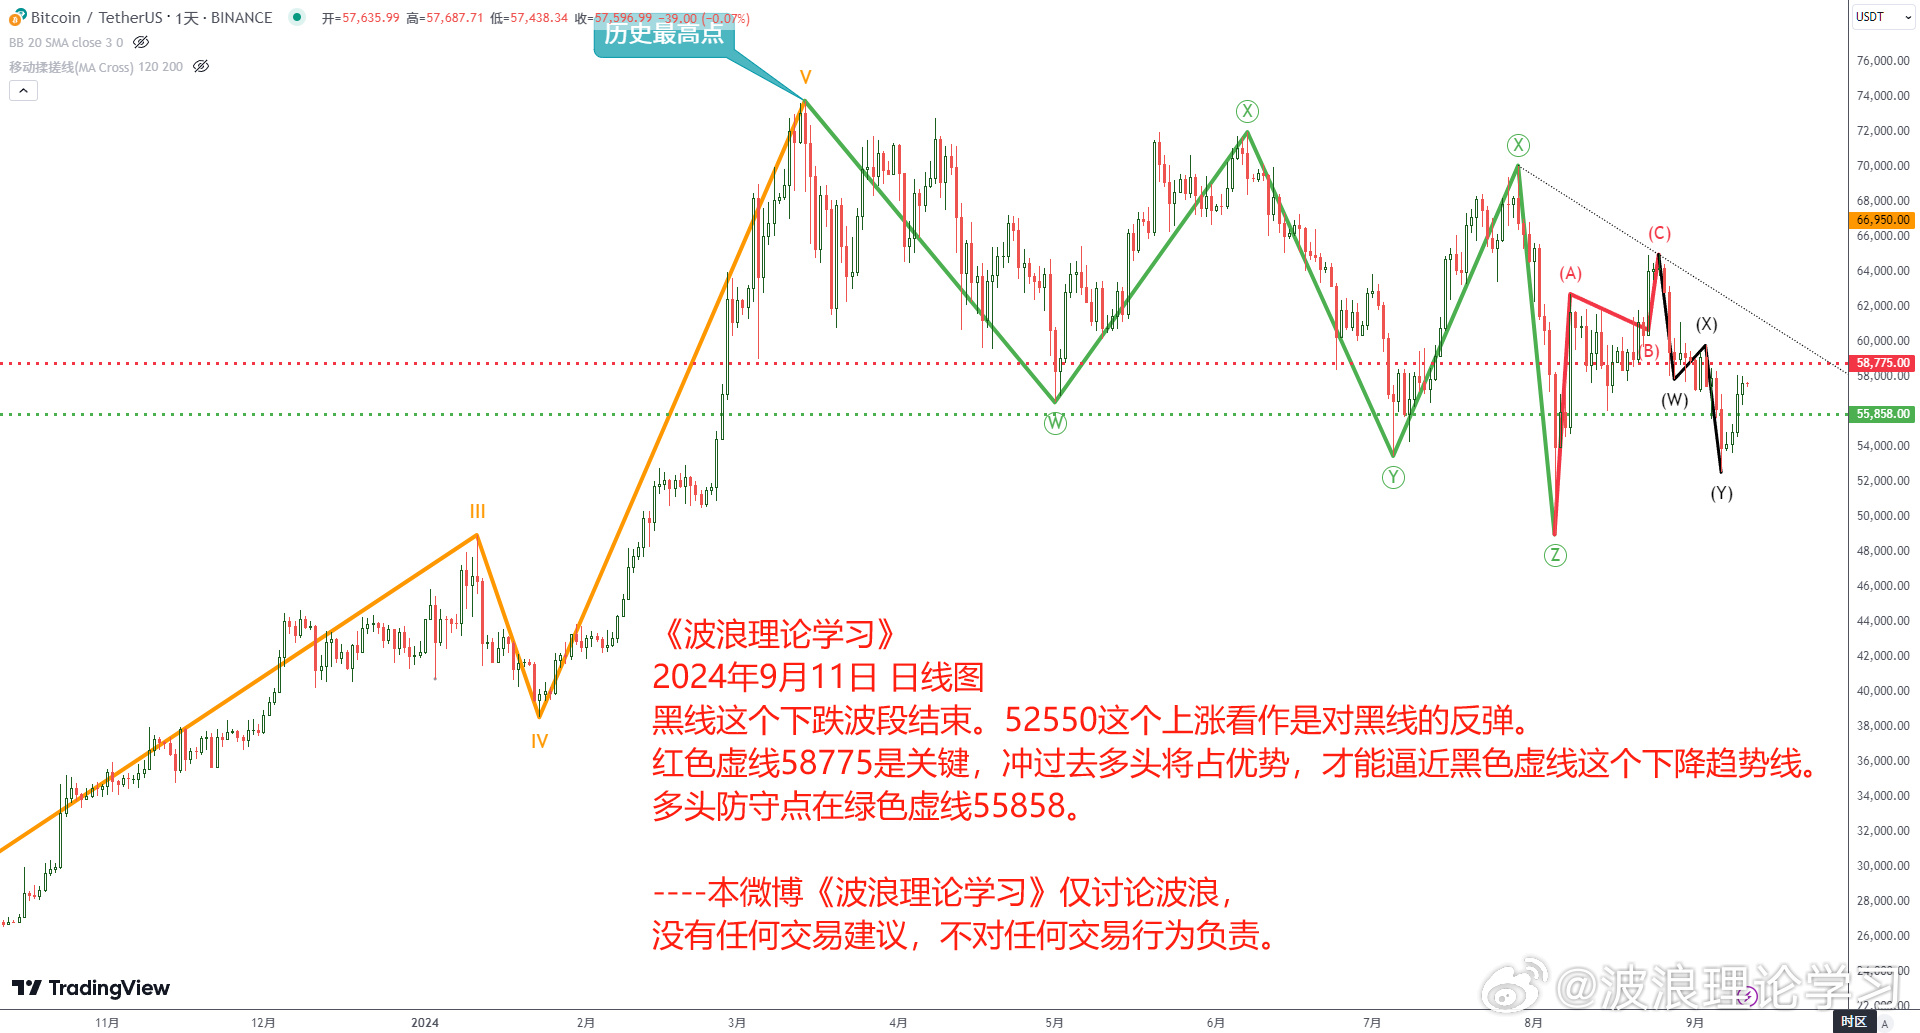 Bitcoin / TetherUS · 1天 · BINANCE 开=57,635.99 高=57,687.71 低=57,438.34 收=57,596.99 −39.00 (−0.07%)
USDT
BB 20 SMA close 3 0
移动揉搓线(MA Cross) 120 200
历史最高点
76,000.00
74,000.00
72,000.00
70,000.00
68,000.00
66,950.00
66,000.00
64,000.00
62,000.00
60,000.00
58,775.00
58,000.00
55,858.00
54,000.00
52,000.00
50,000.00
48,000.00
46,000.00
44,000.00
42,000.00
40,000.00
38,000.00
36,000.00
34,000.00
32,000.00
30,000.00
28,000.00
26,000.00
24,000.00
22,000.00
V
X
X
(C)
(A)
(X)
(B)
(W)
W
Y
(Y)
III
Z
IV
《波浪理论学习》
2024年9月11日 日线图
黑线这个下跌波段结束。52550这个上涨看作是对黑线的反弹。
红色虚线58775是关键，冲过去多头将占优势，才能逼近黑色虚线这个下降趋势线。
多头防守点在绿色虚线55858。
----本微博《波浪理论学习》仅讨论波浪，
没有任何交易建议，不对任何交易行为负责。
TradingView
@波浪理论学习
11月 12月 2024 2月 3月 4月 5月 6月 7月 8月 9月 时区 A